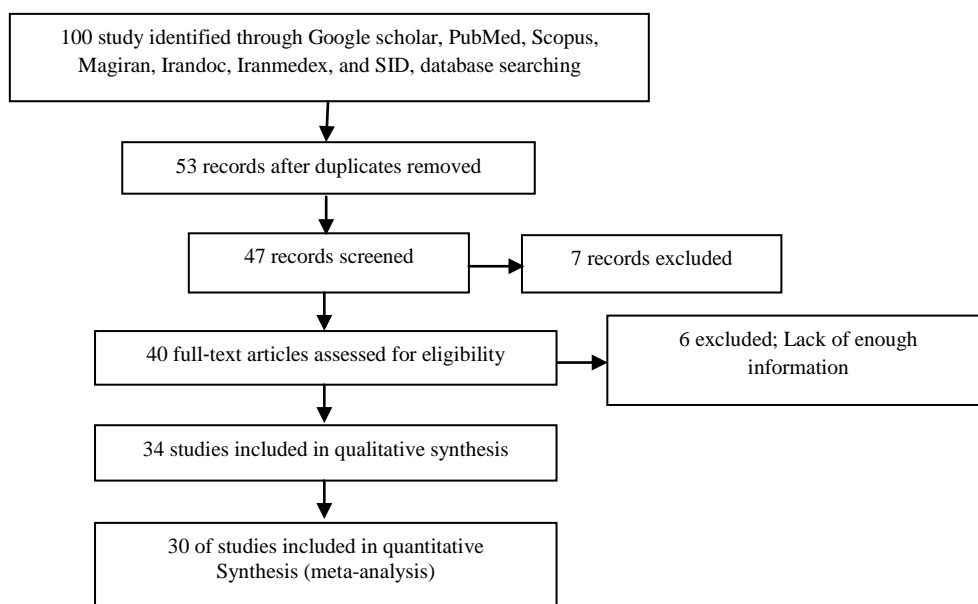 100 study identified through Google scholar, PubMed, Scopus,
Magiran, Irandoc, Iranmedex, and SID, database searching
53 records after duplicates removed
47 records screened
7 records excluded
40 full-text articles assessed for eligibility
6 excluded; Lack of enough
information
34 studies included in qualitative synthesis
30 of studies included in quantitative
Synthesis (meta-analysis)